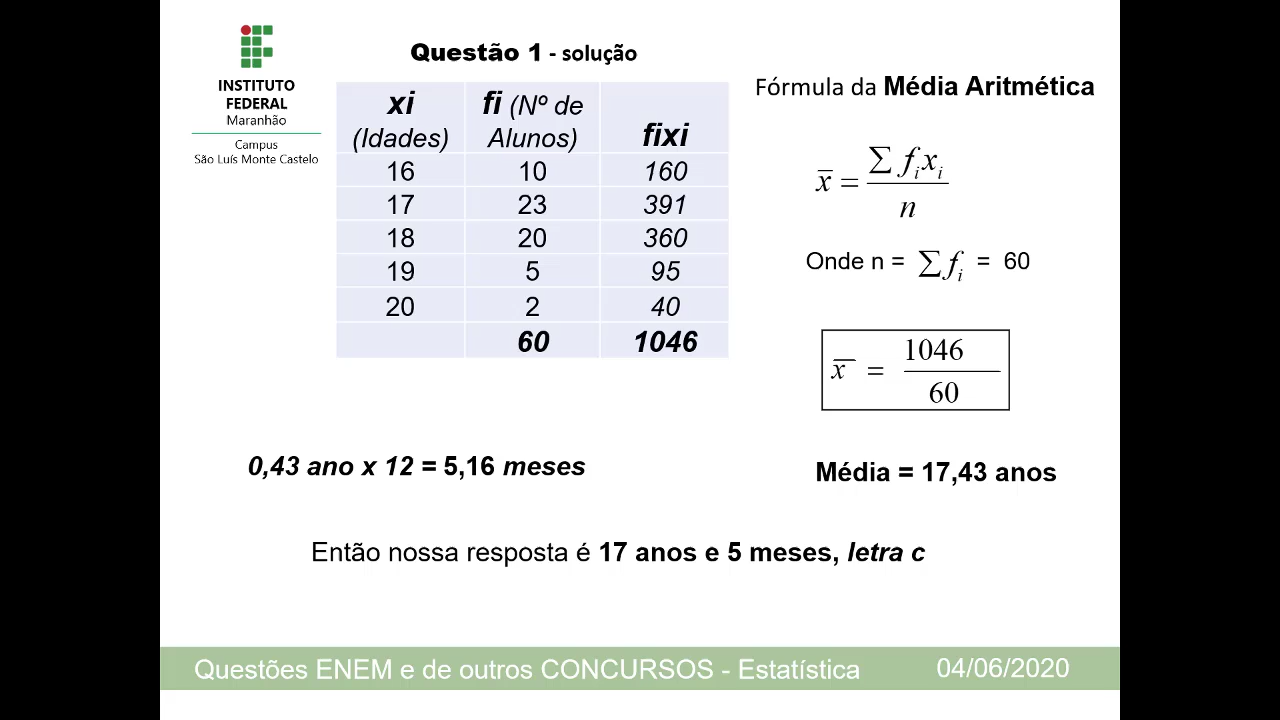 INSTITUTO
FEDERAL
Maranhão
Campus
São Luís Monte Castelo
Questão 1 - solução
xi
(Idades)
fi (Nº de
Alunos)
fixi
16 10 160
17 23 391
18 20 360
19 5 95
20 2 40
60 1046
Fórmula da Média Aritmética
x̅ = ∑ fᵢxᵢ / n
Onde n = ∑ fᵢ = 60
x̅ = 1046 / 60
0,43 ano x 12 = 5,16 meses
Média = 17,43 anos
Então nossa resposta é 17 anos e 5 meses, letra c
Questões ENEM e de outros CONCURSOS - Estatística 04/06/2020